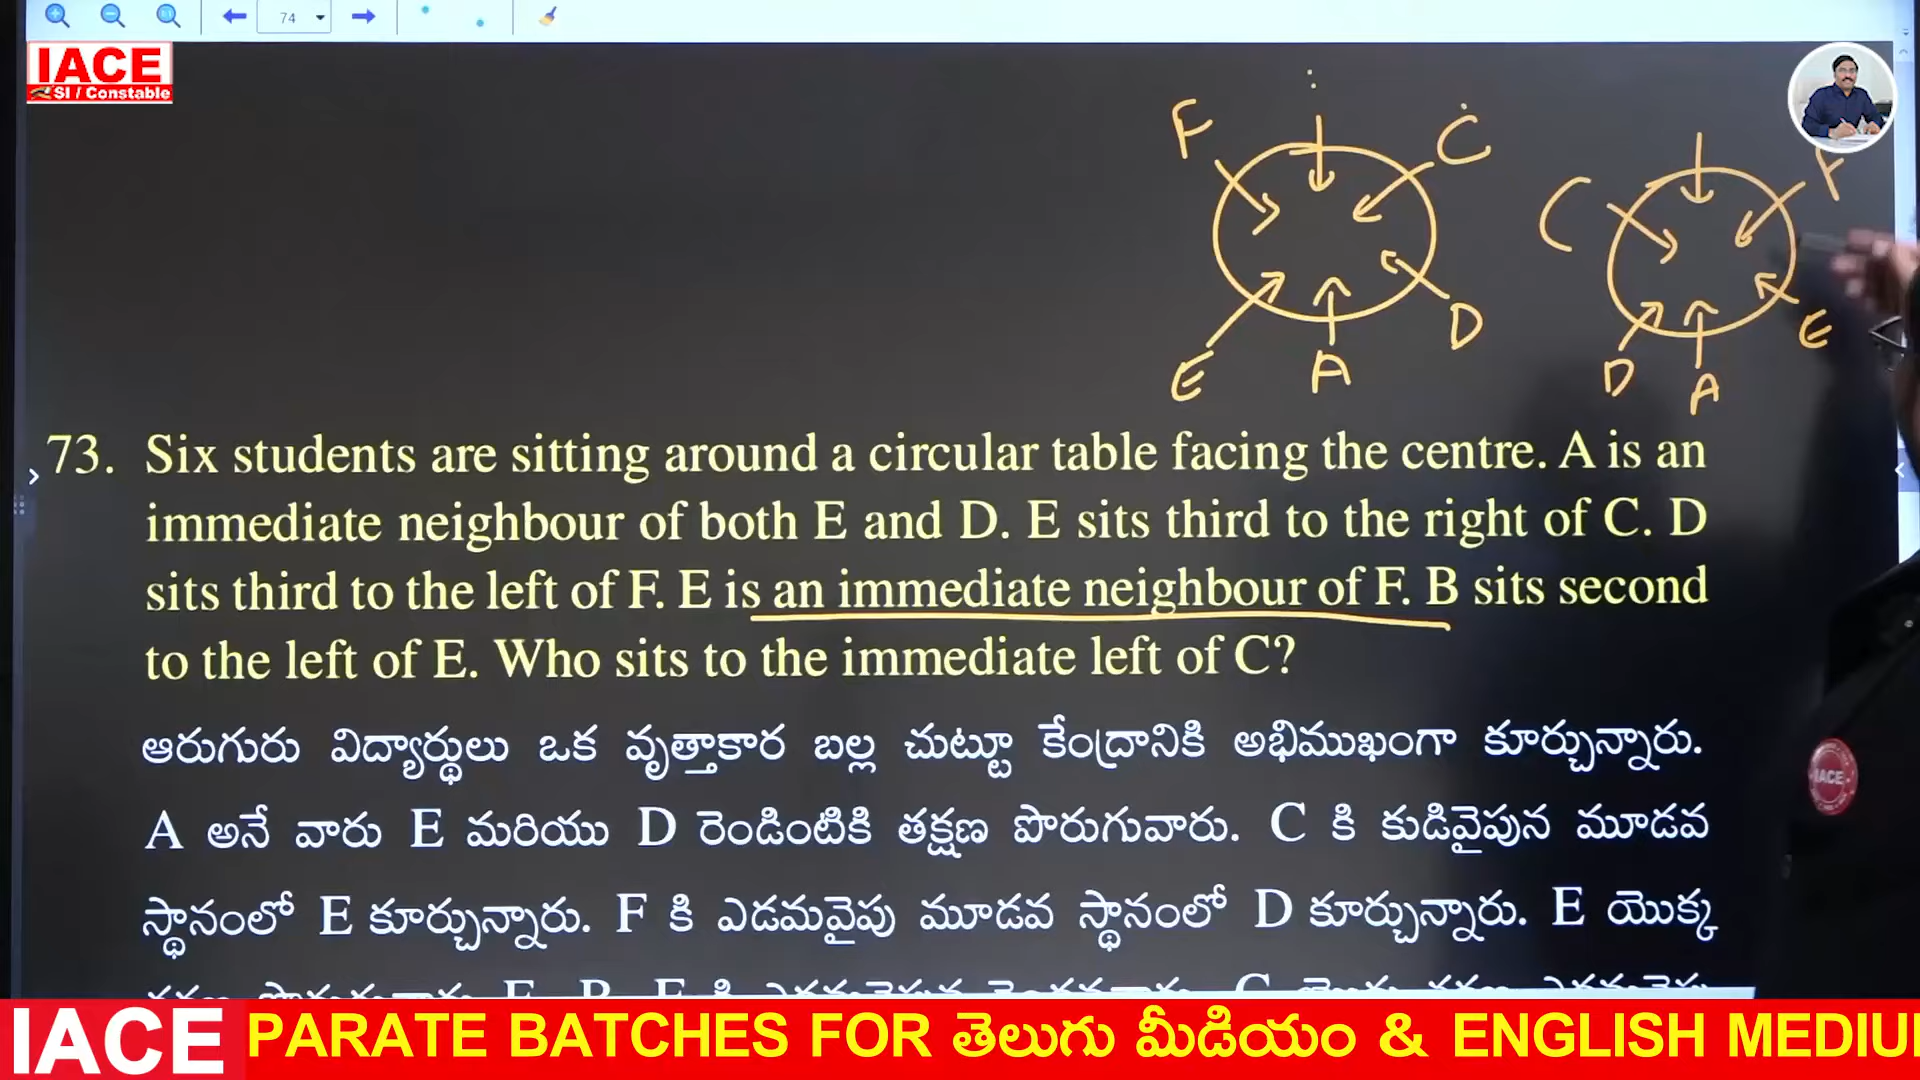 74
IACE
SI / Constable
F
C
C
F
E
A
D
D
A
E
73. Six students are sitting around a circular table facing the centre. A is an
immediate neighbour of both E and D. E sits third to the right of C. D
sits third to the left of F. E is an immediate neighbour of F. B sits second
to the left of E. Who sits to the immediate left of C?
ఆరుగురు విద్యార్థులు ఒక వృత్తాకార బల్ల చుట్టూ కేంద్రానికి అభిముఖంగా కూర్చున్నారు.
A అనే వారు E మరియు D రెండింటికి తక్షణ పొరుగువారు. C కి కుడివైపున మూడవ
స్థానంలో E కూర్చున్నారు. F కి ఎడమవైపు మూడవ స్థానంలో D కూర్చున్నారు. E యొక్క
IACE
IACE PARATE BATCHES FOR తెలుగు మీడియం & ENGLISH MEDIU